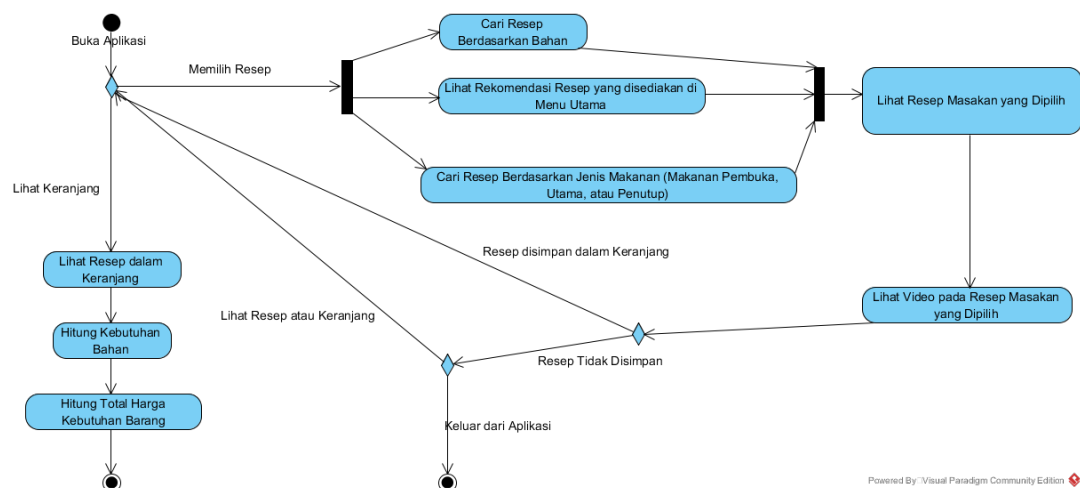 Buka Aplikasi
Memilih Resep
Cari Resep
Berdasarkan Bahan
Lihat Rekomendasi Resep yang disediakan di
Menu Utama
Cari Resep Berdasarkan Jenis Makanan (Makanan Pembuka,
Utama, atau Penutup)
Lihat Resep Masakan yang Dipilih
Lihat Keranjang
Lihat Resep dalam
Keranjang
Hitung Kebutuhan
Bahan
Hitung Total Harga
Kebutuhan Barang
Resep disimpan dalam Keranjang
Lihat Resep atau Keranjang
Lihat Video pada Resep Masakan
yang Dipilih
Resep Tidak Disimpan
Keluar dari Aplikasi
Powered By Visual Paradigm Community Edition